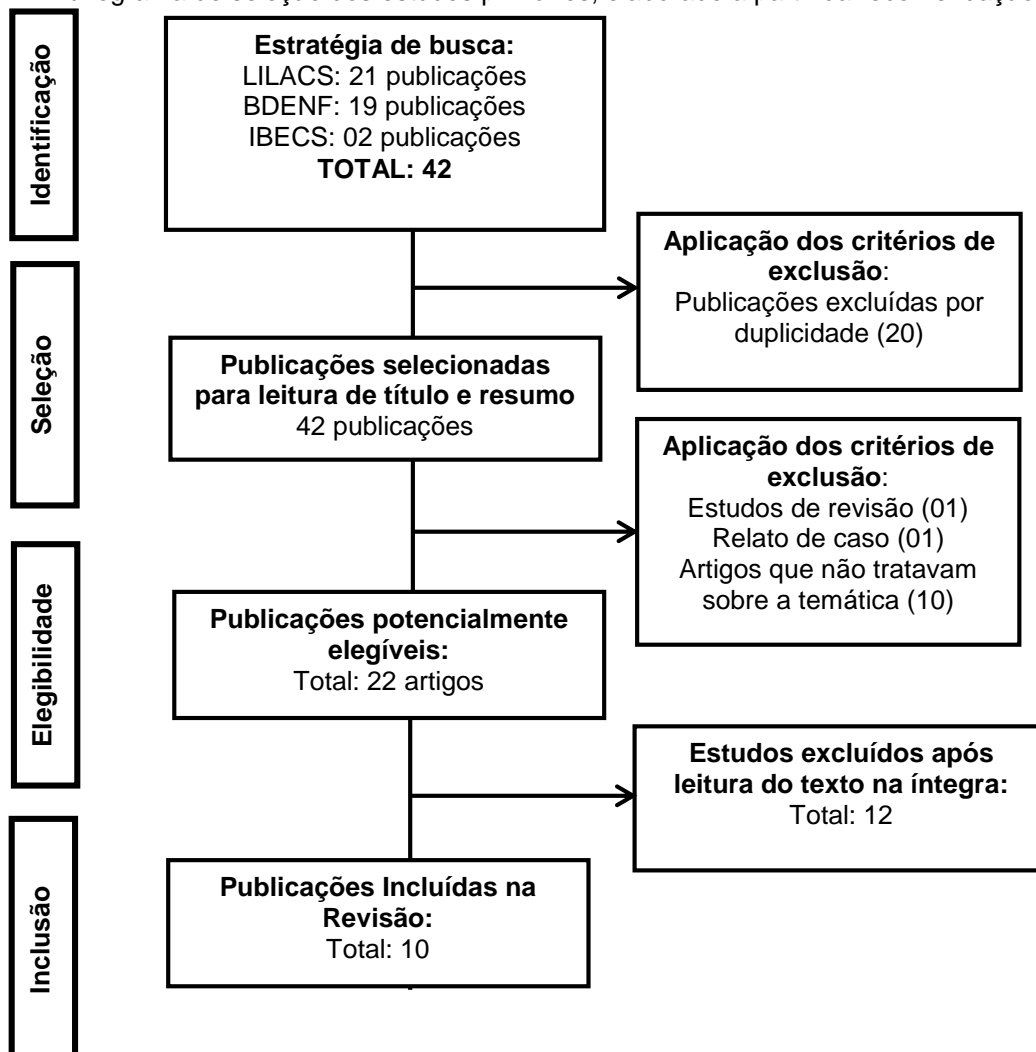 Identificação
Estratégia de busca:
LILACS: 21 publicações
BDENF: 19 publicações
IBECS: 02 publicações
TOTAL: 42
Aplicação dos critérios de
exclusão:
Publicações excluídas por
duplicidade (20)
Seleção
Publicações selecionadas
para leitura de título e resumo
42 publicações
Aplicação dos critérios de
exclusão:
Estudos de revisão (01)
Relato de caso (01)
Artigos que não tratavam
sobre a temática (10)
Elegibilidade
Publicações potencialmente
elegíveis:
Total: 22 artigos
Estudos excluídos após
leitura do texto na íntegra:
Total: 12
Inclusão
Publicações Incluídas na
Revisão:
Total: 10